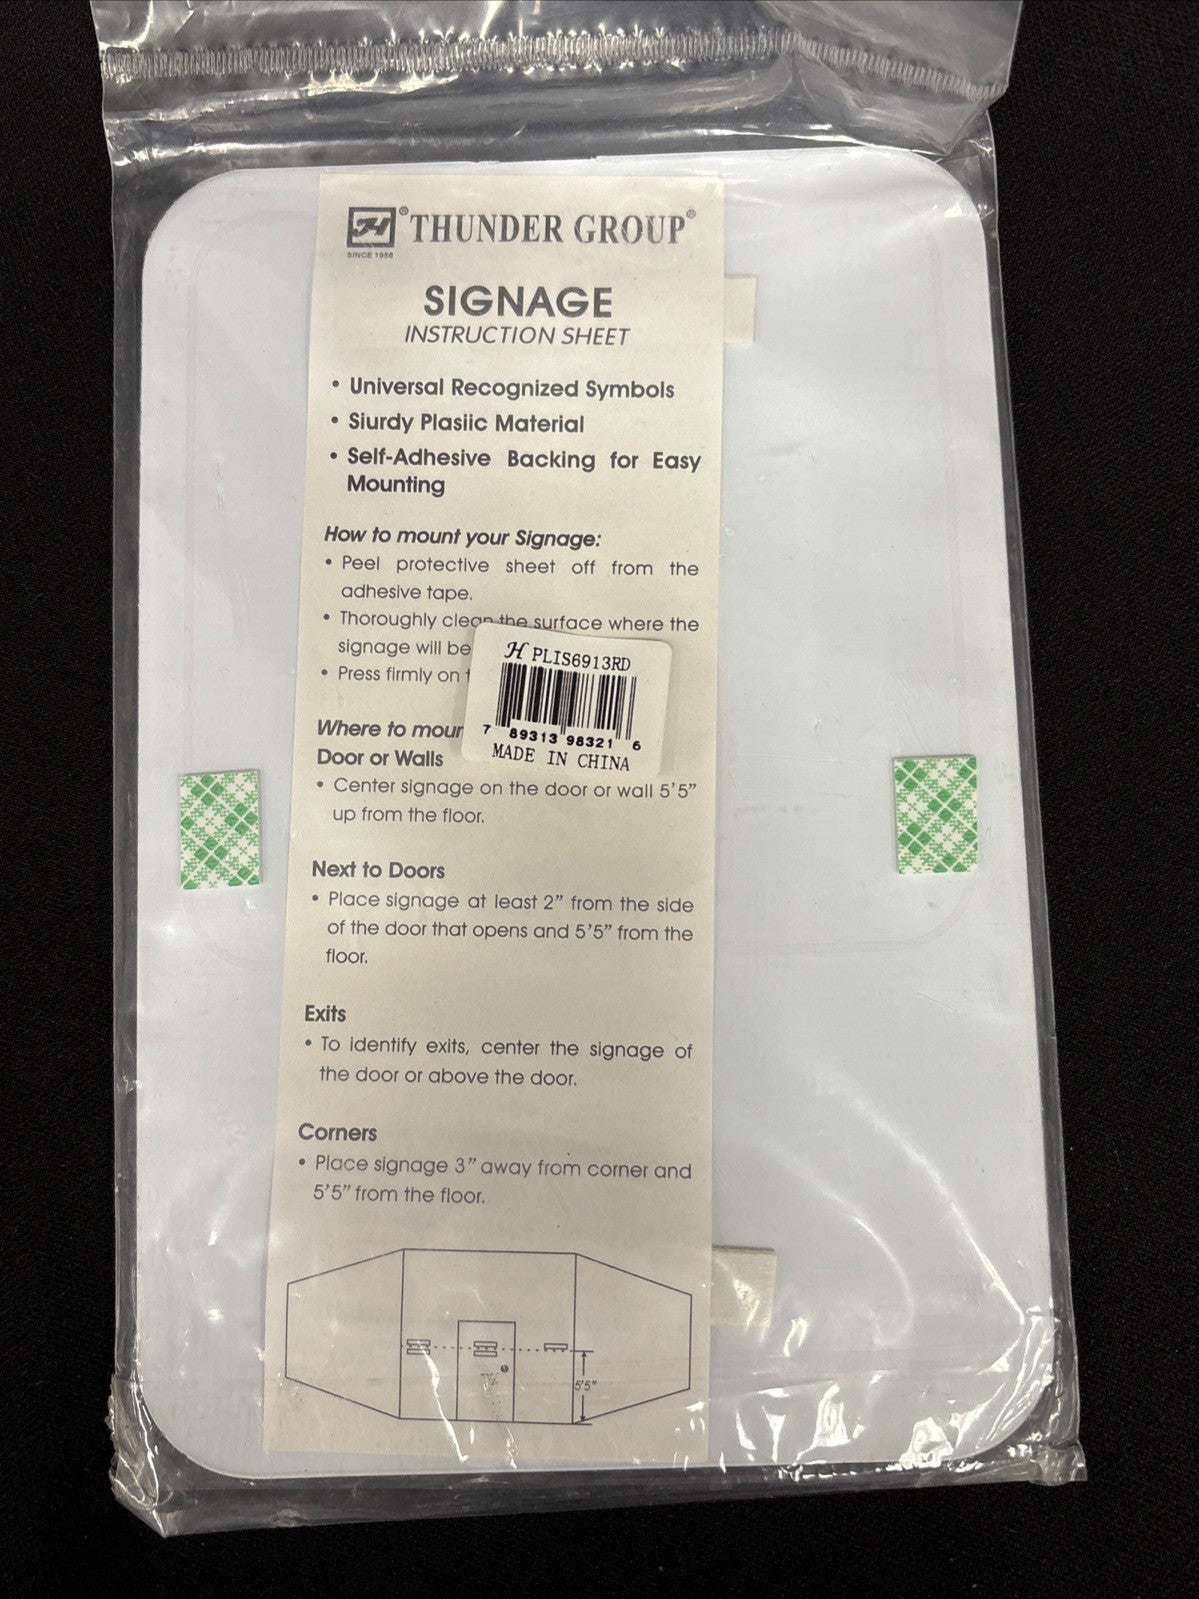 H® THUNDER GROUP®
SINCE 1958
SIGNAGE
INSTRUCTION SHEET
• Universal Recognized Symbols
• Siurdy Plasiic Material
• Self-Adhesive Backing for Easy
Mounting
How to mount your Signage:
• Peel protective sheet off from the
adhesive tape.
• Thoroughly clean the surface where the
signage will be
• Press firmly on
H PLIS6913RD
7 89313 98321 6
MADE IN CHINA
Where to
Door or Walls
• Center signage on the door or wall 5'5"
up from the floor.
Next to Doors
• Place signage at least 2" from the side
of the door that opens and 5'5" from the
floor.
Exits
• To identify exits, center the signage of
the door or above the door.
Corners
• Place signage 3" away from corner and
5'5" from the floor.
5'5"